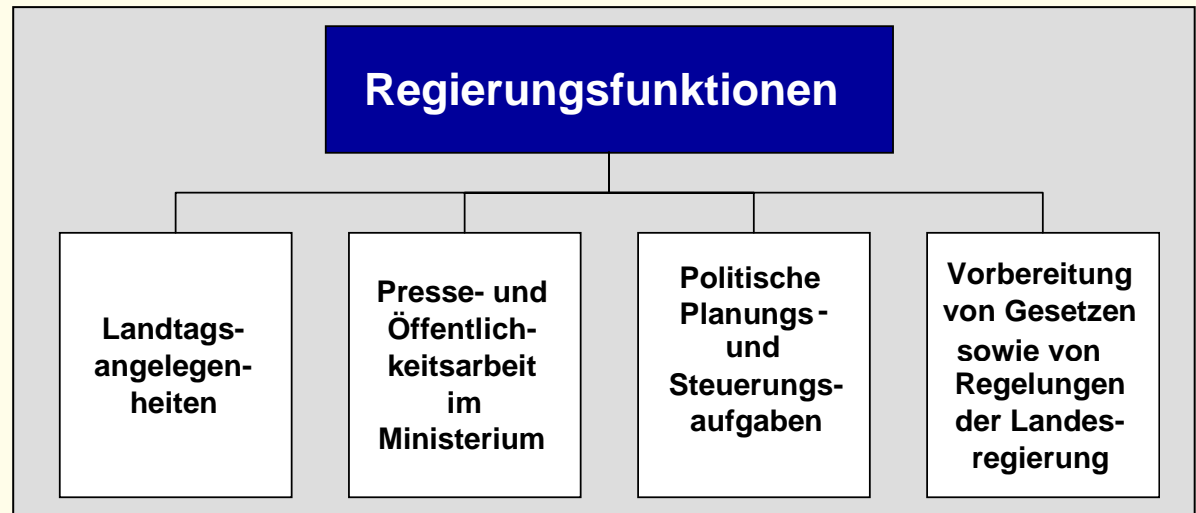 Regierungsfunktionen
Landtags-
angelegen-
heiten
Presse- und
Öffentlich-
keitsarbeit
im
Ministerium
Politische
Planungs-
und
Steuerungs-
aufgaben
Vorbereitung
von Gesetzen
sowie von
Regelungen
der Landes-
regierung